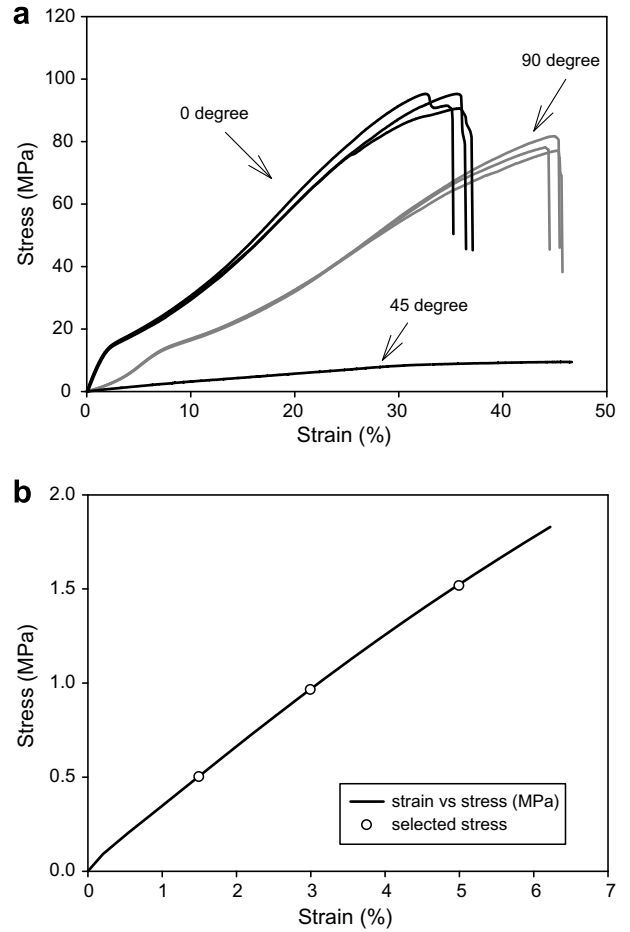 a
120
100
80
60
40
20
0
Stress (MPa)
0 degree
90 degree
45 degree
0 10 20 30 40 50
Strain (%)
b
2.0
1.5
1.0
0.5
0.0
Stress (MPa)
strain vs stress (MPa)
selected stress
0 1 2 3 4 5 6 7
Strain (%)